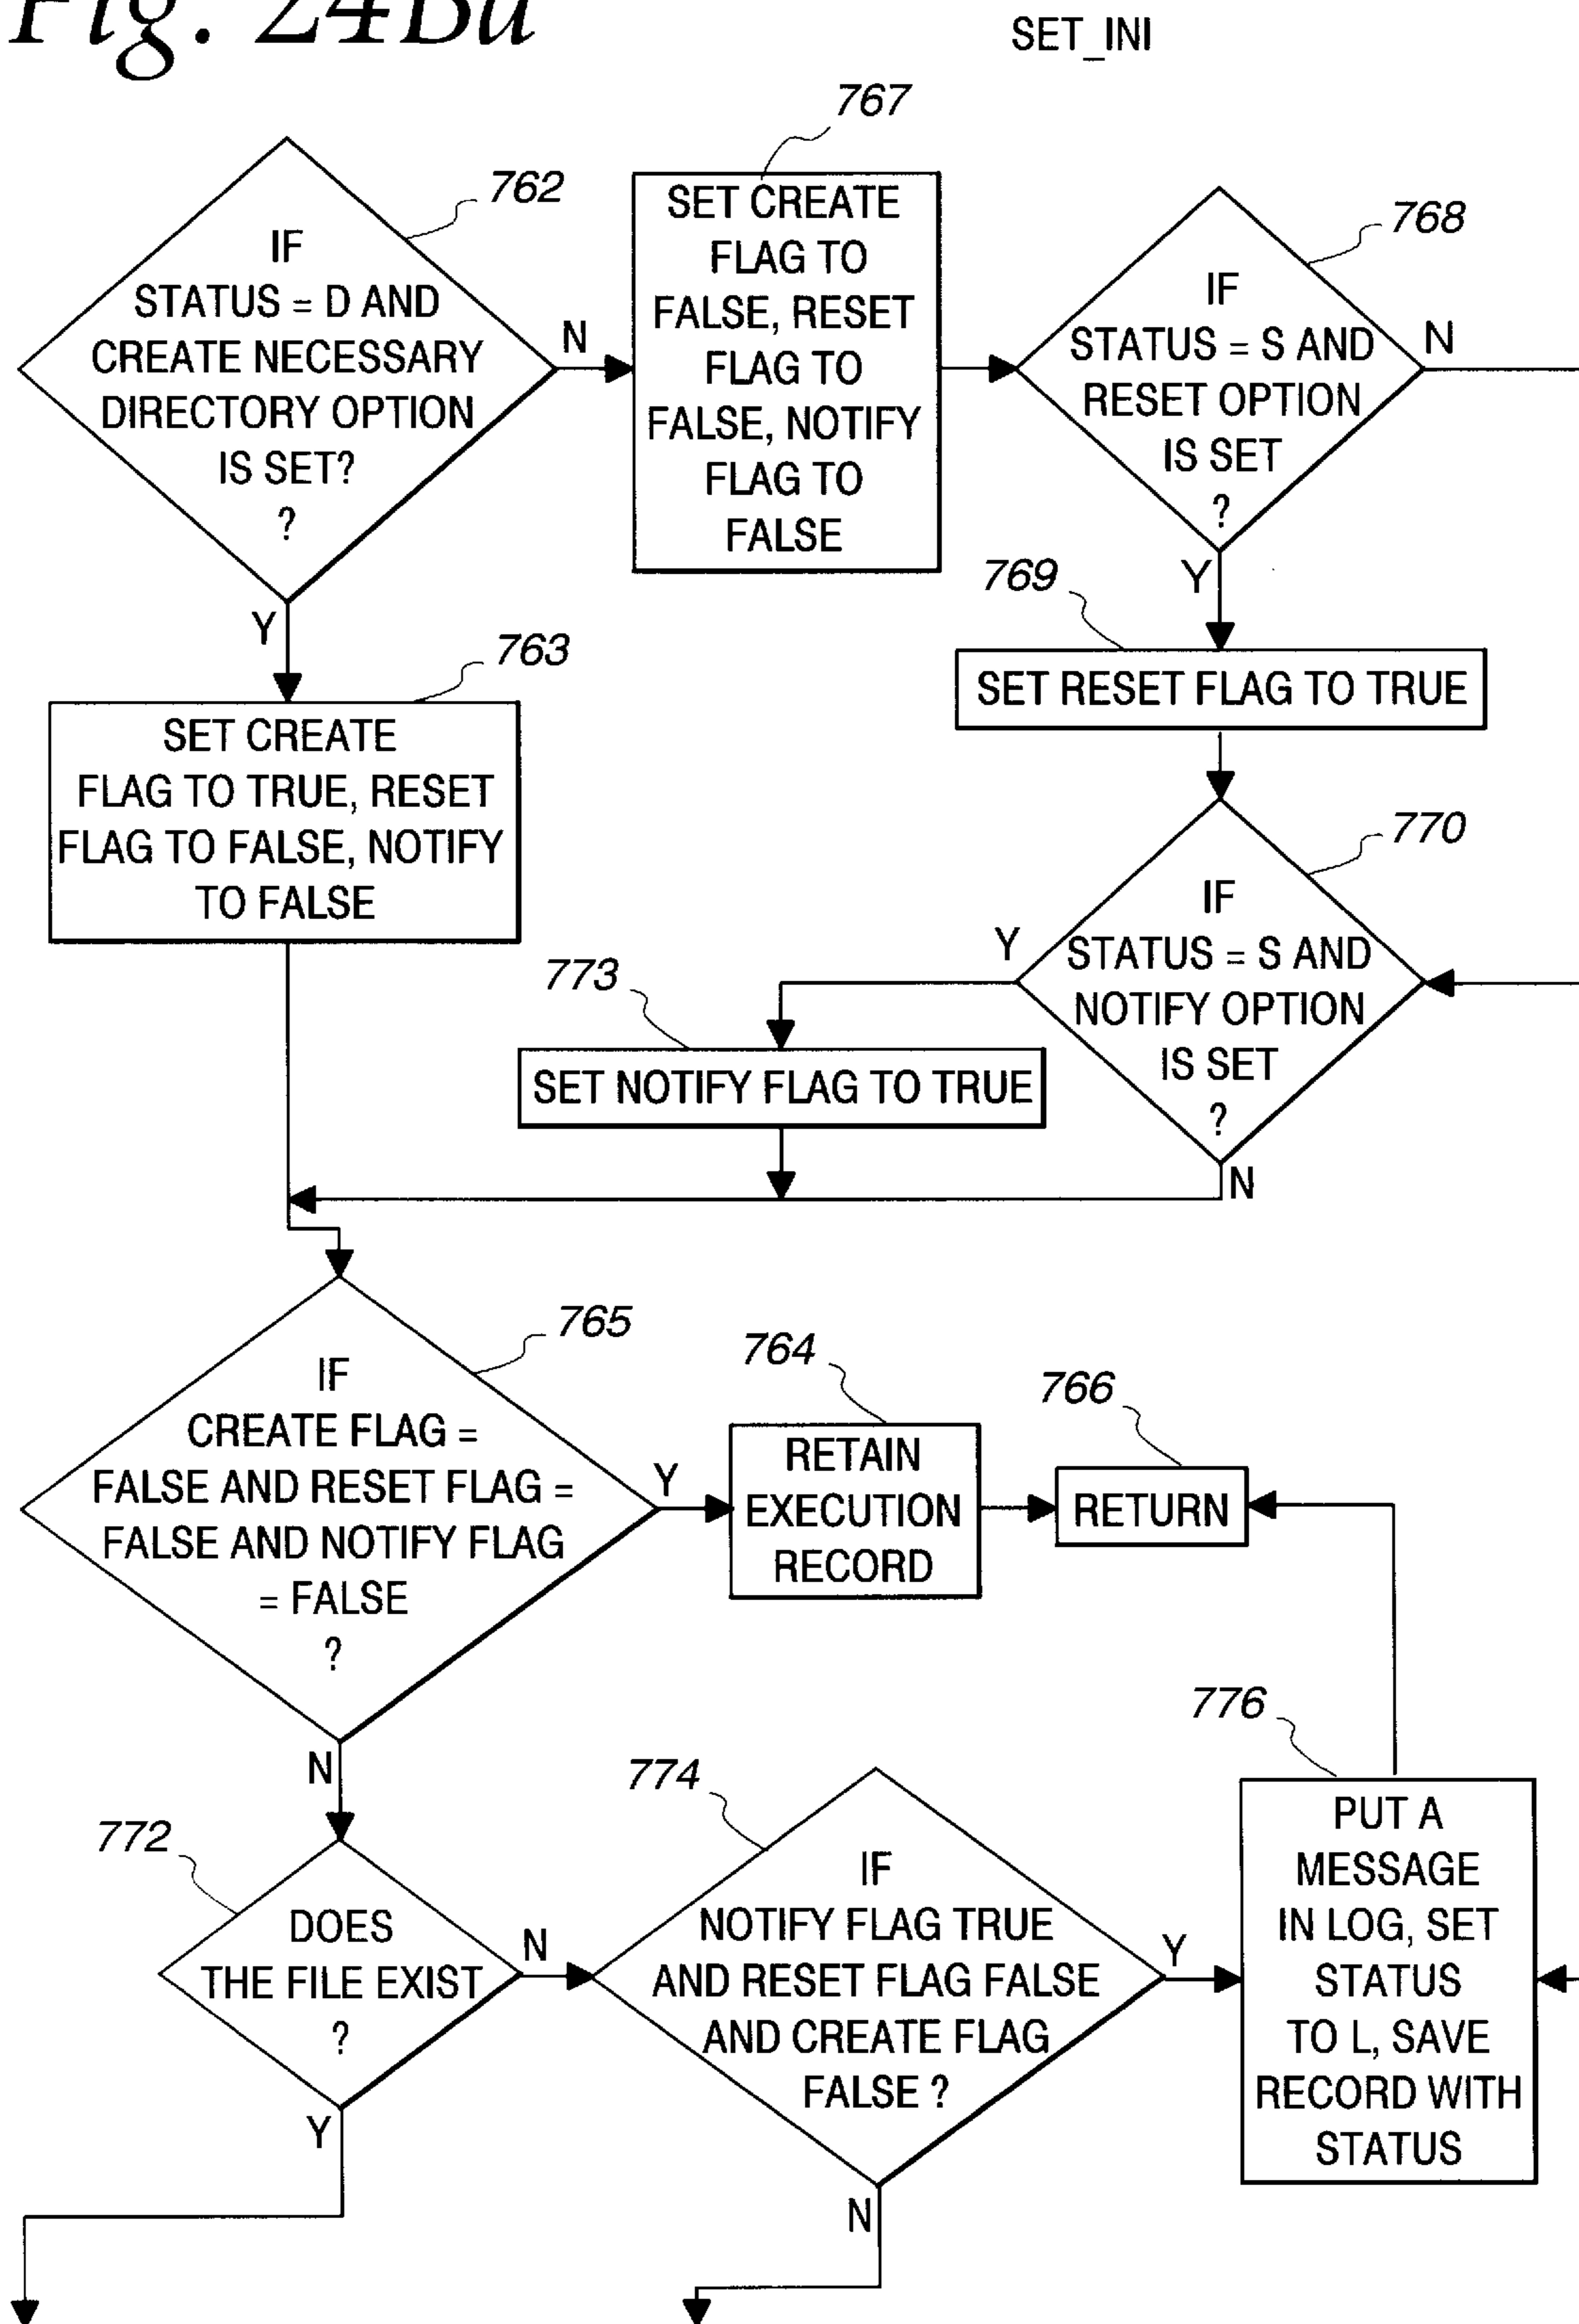 Fig. 24Ba
SET_INI
767
762
768
IF
STATUS = D AND
CREATE NECESSARY
DIRECTORY OPTION
IS SET?
?
N
Y
SET CREATE
FLAG TO
FALSE, RESET
FLAG TO
FALSE, NOTIFY
FLAG TO
FALSE
IF
STATUS = S AND
RESET OPTION
IS SET
?
N
Y
769
SET RESET FLAG TO TRUE
763
SET CREATE
FLAG TO TRUE, RESET
FLAG TO FALSE, NOTIFY
TO FALSE
770
IF
STATUS = S AND
NOTIFY OPTION
IS SET
?
Y
N
773
SET NOTIFY FLAG TO TRUE
765
IF
CREATE FLAG =
FALSE AND RESET FLAG =
FALSE AND NOTIFY FLAG
= FALSE
?
Y
N
764
RETAIN
EXECUTION
RECORD
766
RETURN
772
DOES
THE FILE EXIST
?
N
Y
774
IF
NOTIFY FLAG TRUE
AND RESET FLAG FALSE
AND CREATE FLAG
FALSE ?
Y
N
776
PUT A
MESSAGE
IN LOG, SET
STATUS
TO L, SAVE
RECORD WITH
STATUS